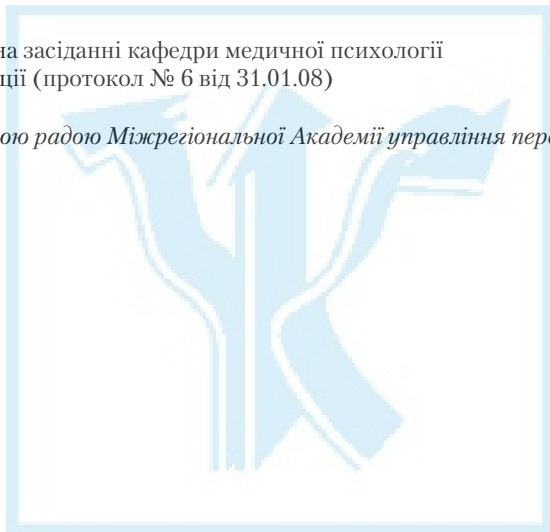 на засіданні кафедри медичної психології
ції (протокол № 6 від 31.01.08)
ою радою Міжрегіональної Академії управління пер